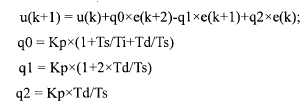 u(k+1) = u(k)+q0×e(k+2)-q1×e(k+1)+q2×e(k);
q0 = Kp×(1+Ts/Ti+Td/Ts)
q1 = Kp×(1+2×Td/Ts)
q2 = Kp×Td/Ts